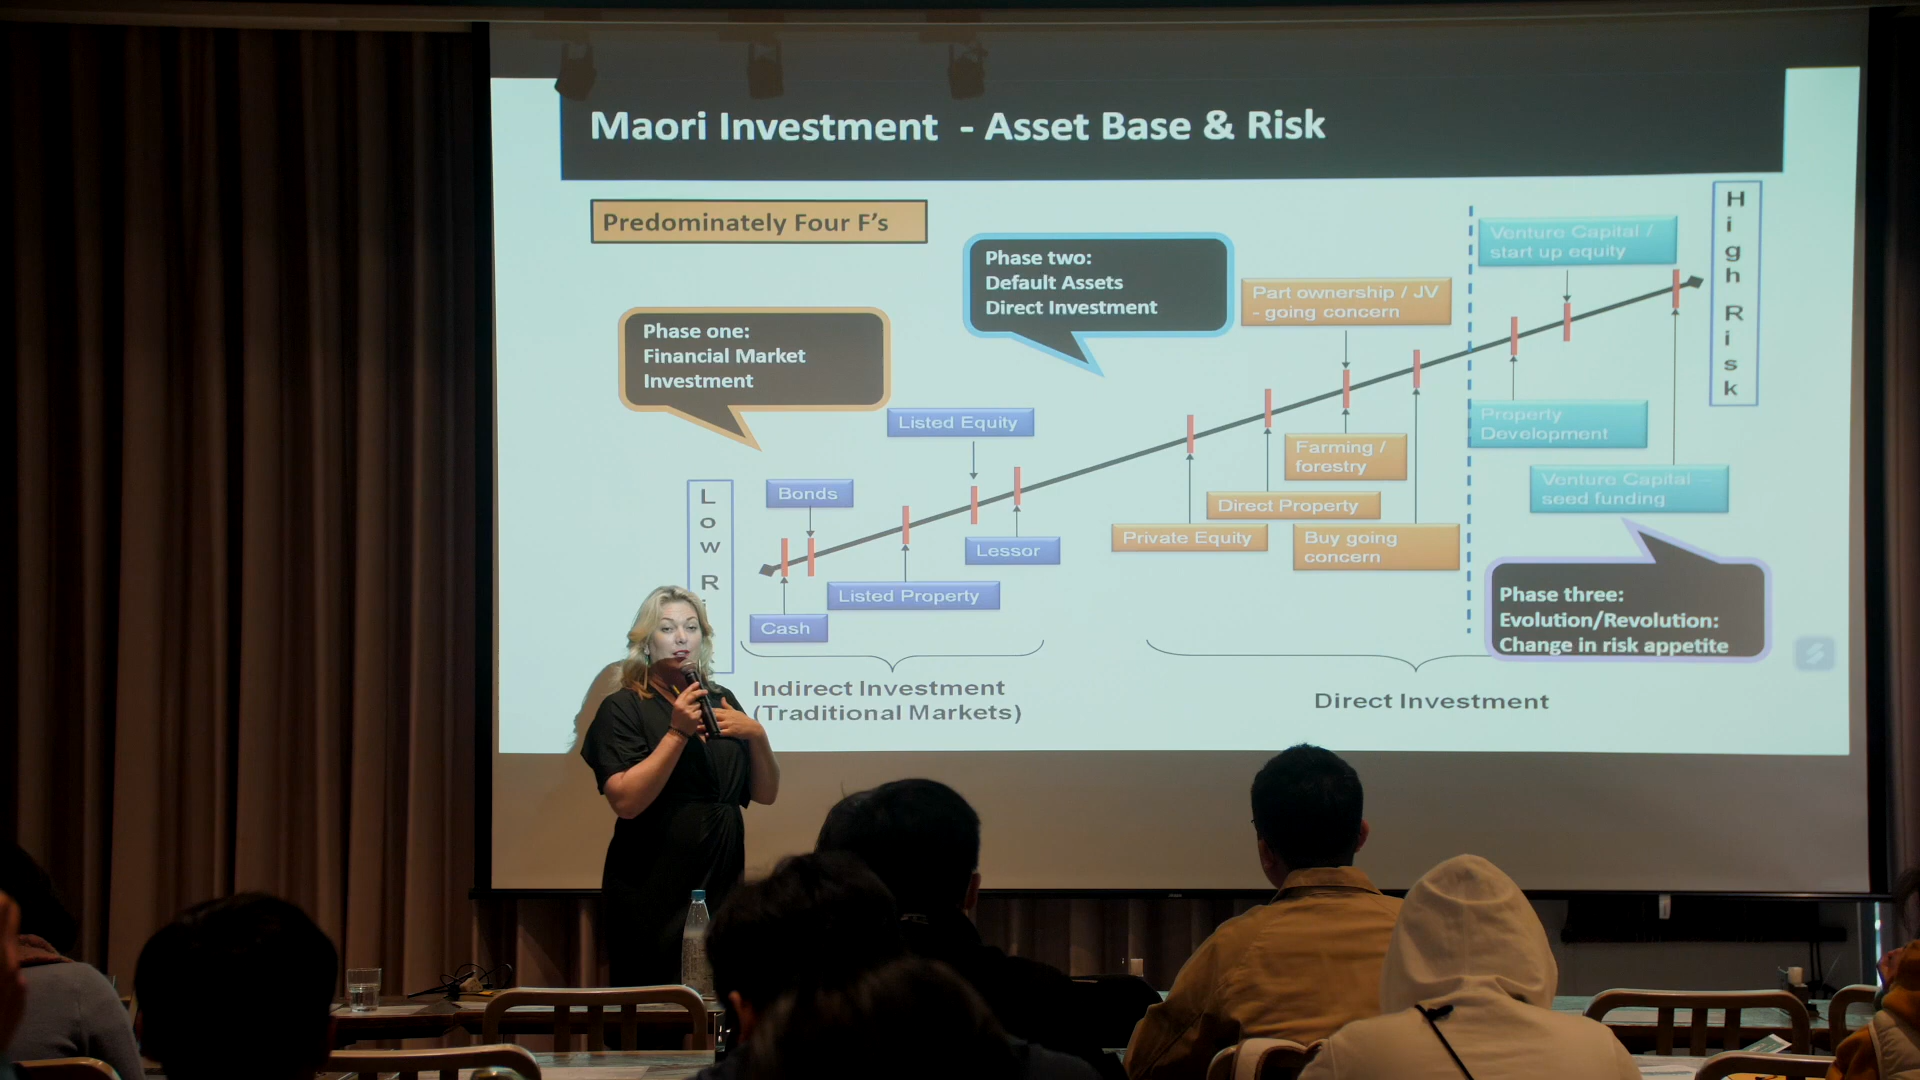 Maori Investment - Asset Base & Risk
Predominately Four F's
Phase one:
Financial Market
Investment
Phase two:
Default Assets
Direct Investment
Part ownership / JV
- going concern
Venture Capital /
start up equity
High Risk
Low Ri
Bonds
Listed Equity
Cash
Listed Property
Lessor
Private Equity
Direct Property
Farming /
forestry
Buy going
concern
Property
Development
Venture Capital –
seed funding
Phase three:
Evolution/Revolution:
Change in risk appetite
Indirect Investment
(Traditional Markets)
Direct Investment